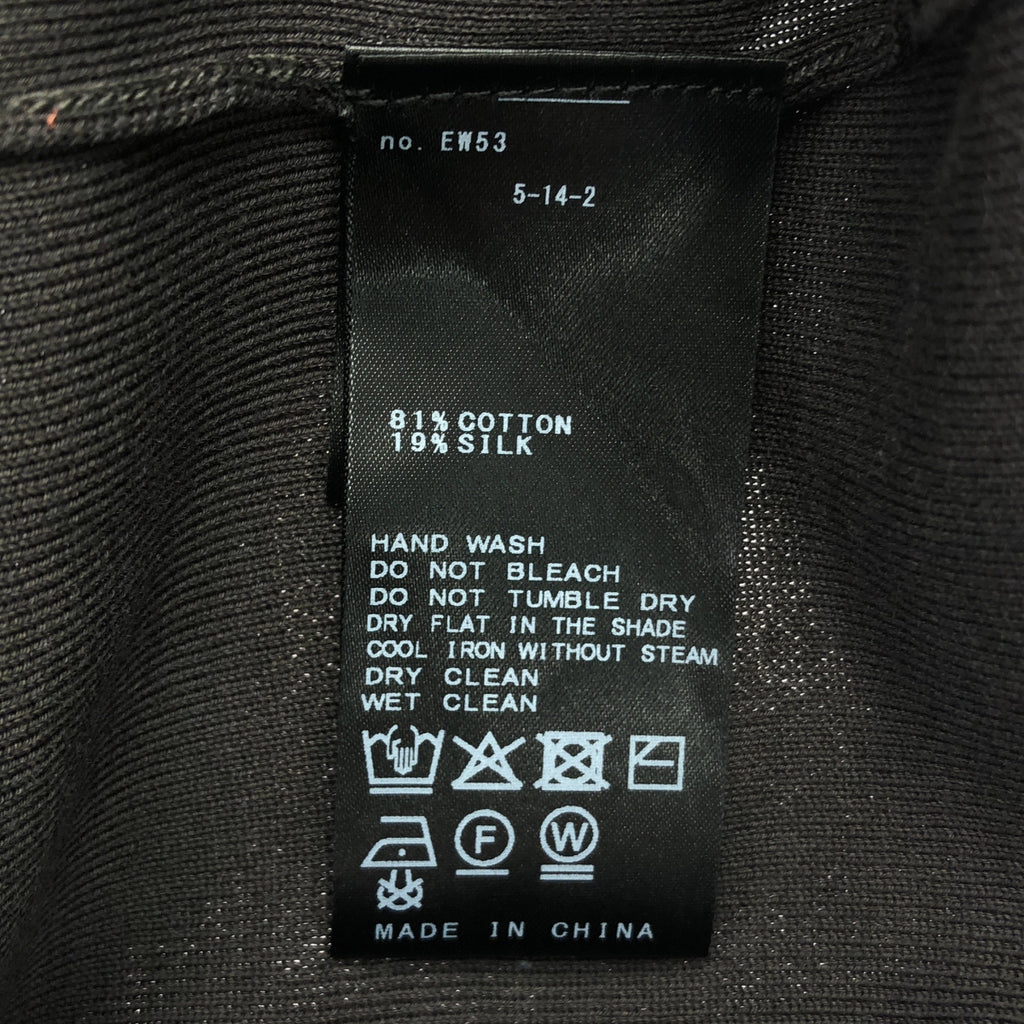 no. EW53
5-14-2
81% COTTON
19% SILK
HAND WASH
DO NOT BLEACH
DO NOT TUMBLE DRY
DRY FLAT IN THE SHADE
COOL IRON WITHOUT STEAM
DRY CLEAN
WET CLEAN
F W
MADE IN CHINA